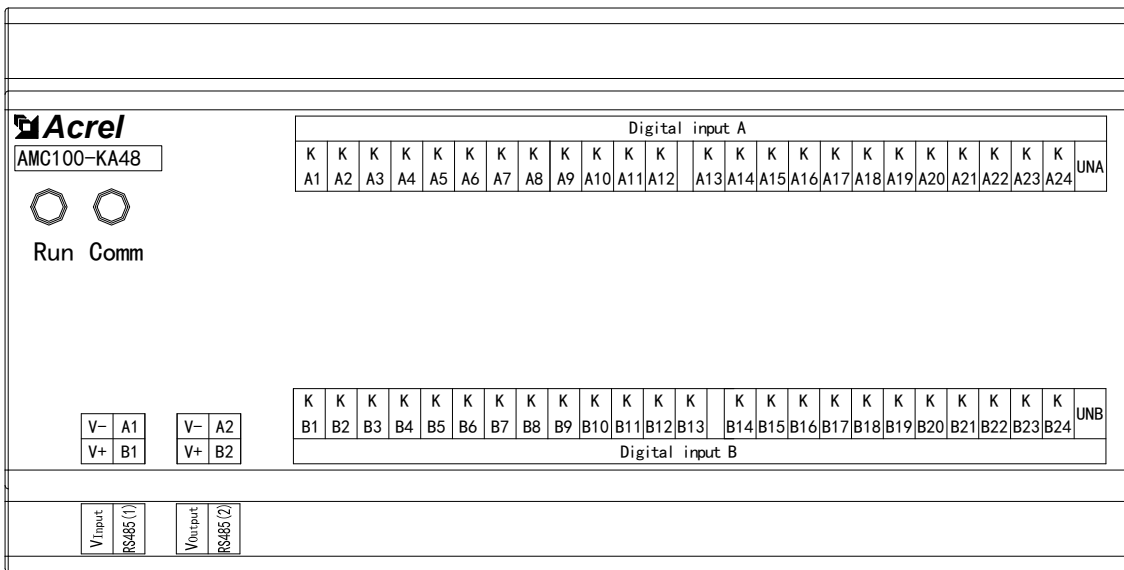 Acrel
AMC100-KA48
Run Comm
Digital input A
K K K K K K K K K K K K K K K K K K K K K K K K
A1 A2 A3 A4 A5 A6 A7 A8 A9 A10 A11 A12 A13 A14 A15 A16 A17 A18 A19 A20 A21 A22 A23 A24 UNA
K K K K K K K K K K K K K K K K K K K K K K K K
B1 B2 B3 B4 B5 B6 B7 B8 B9 B10 B11 B12 B13 B14 B15 B16 B17 B18 B19 B20 B21 B22 B23 B24 UNB
Digital input B
V- A1 V- A2
V+ B1 V+ B2
VInput
RS485(1)
VOutput
RS485(2)